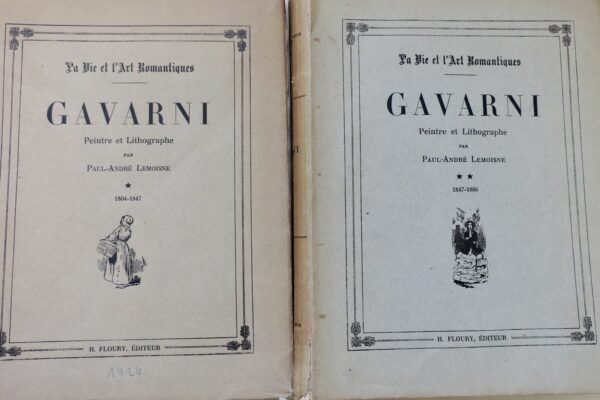 La Vie et l'Art Romantiques
GAVARNI
Peintre et Lithographe
PAR
PAUL-ANDRÉ LEMOISNE
★
1804-1847
H. FLOURY, ÉDITEUR
1924
La Vie et l'Art Romantiques
GAVARNI
Peintre et Lithographe
PAR
PAUL-ANDRÉ LEMOISNE
★ ★
1847-1866
H. FLOURY, ÉDITEUR